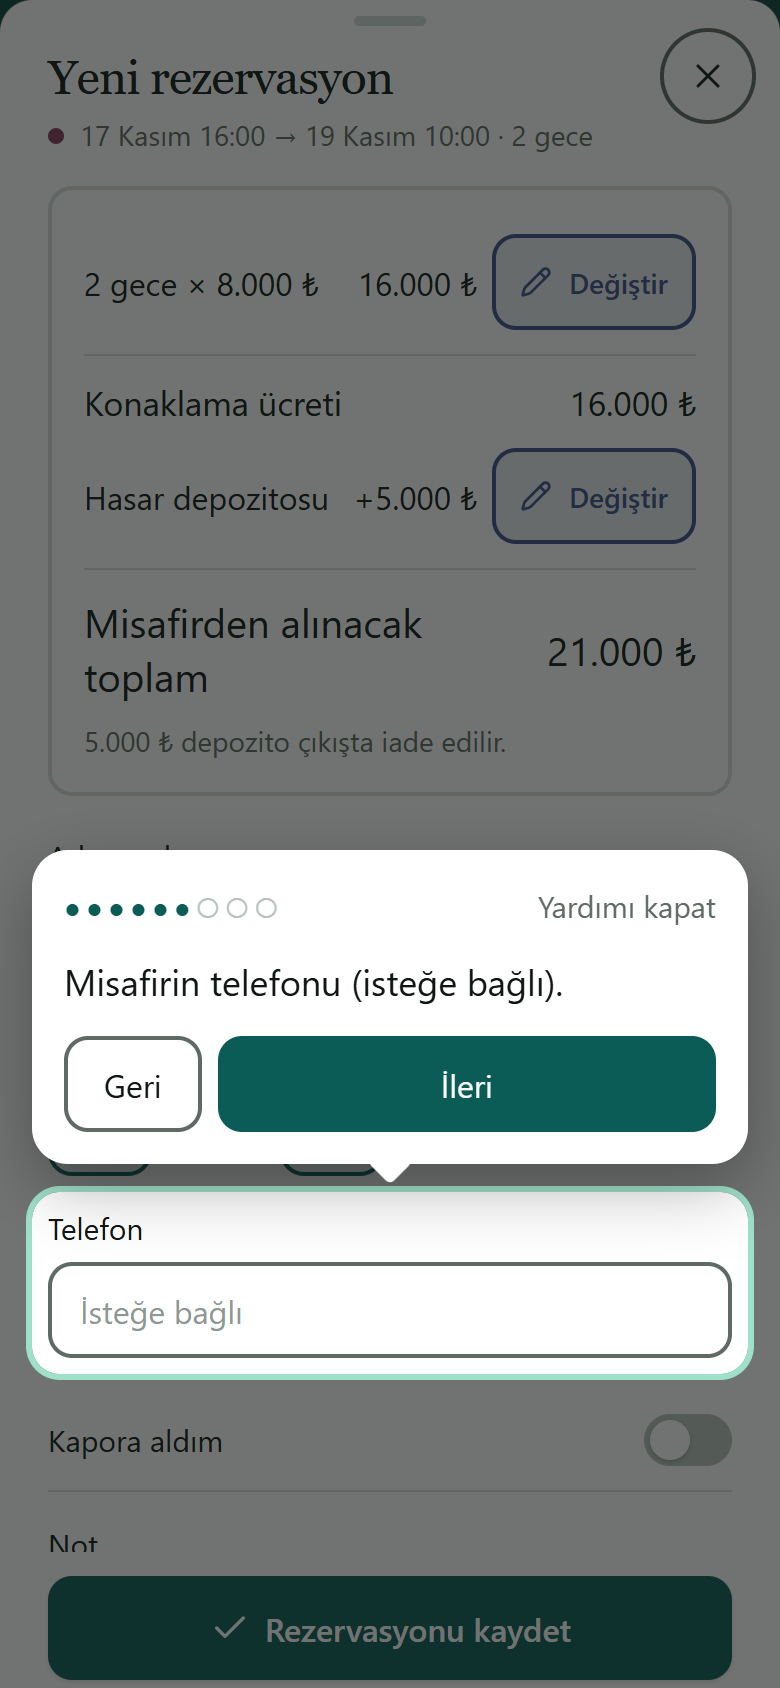 Yeni rezervasyon
17 Kasım 16:00 → 19 Kasım 10:00 · 2 gece
2 gece × 8.000 ₺ 16.000 ₺ Değiştir
Konaklama ücreti 16.000 ₺
Hasar depozitosu +5.000 ₺ Değiştir
Misafirden alınacak
toplam 21.000 ₺
5.000 ₺ depozito çıkışta iade edilir.
Yardımı kapat
Misafirin telefonu (isteğe bağlı).
Geri İleri
Telefon
İsteğe bağlı
Kapora aldım
Not
Rezervasyonu kaydet